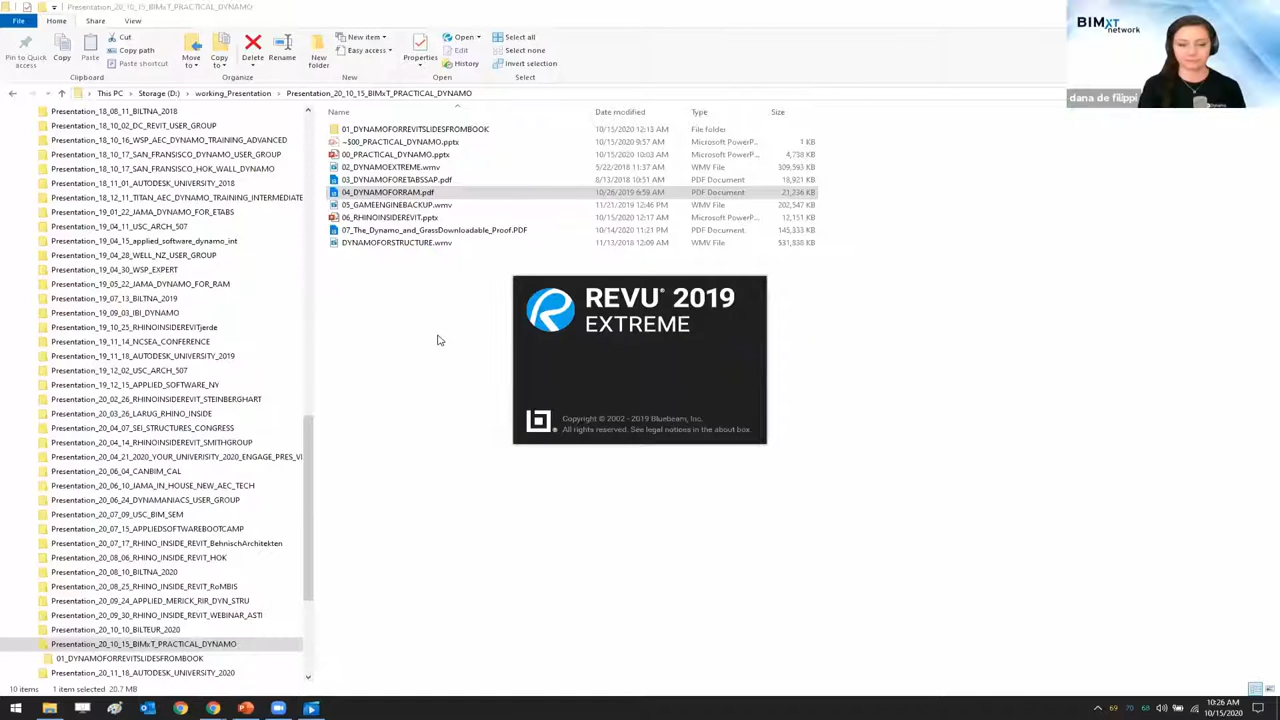 Presentation_20_10_15_BIMxT_PRACTICAL_DYNAMO
File Home Share View
Pin to Quick access
Copy
Paste
Cut
Copy path
Paste shortcut
Clipboard
Move to
Copy to
Delete
Rename
Organize
New folder
New item
Easy access
New
Properties
Open
Edit
History
Open
Select all
Select none
Invert selection
Select
BIMxT network
dana de filippi
This PC > Storage (D:) > working_Presentation > Presentation_20_10_15_BIMxT_PRACTICAL_DYNAMO
Presentation_18_08_11_BILTNA_2018
Presentation_18_10_02_DC_REVIT_USER_GROUP
Presentation_18_10_16_WSP_AEC_DYNAMO_TRAINING_ADVANCED
Presentation_18_10_17_SAN_FRANSISCO_DYNAMO_USER_GROUP
Presentation_18_10_17_SAN_FRANSISCO_HOK_WALL_DYNAMO
Presentation_18_11_01_AUTODESK_UNIVERSITY_2018
Presentation_18_12_11_TITAN_AEC_DYNAMO_TRAINING_INTERMEDIATE
Presentation_19_01_22_JAMA_DYNAMO_FOR_ETABS
Presentation_19_04_11_USC_ARCH_507
Presentation_19_04_15_applied_software_dynamo_int
Presentation_19_04_28_WELL_NZ_USER_GROUP
Presentation_19_04_30_WSP_EXPERT
Presentation_19_05_22_JAMA_DYNAMO_FOR_RAM
Presentation_19_07_13_BILTNA_2019
Presentation_19_09_03_IBI_DYNAMO
Presentation_19_10_25_RHINOINSIDEREVITjerde
Presentation_19_11_14_NCSEA_CONFERENCE
Presentation_19_11_18_AUTODESK_UNIVERSITY_2019
Presentation_19_12_02_USC_ARCH_507
Presentation_19_12_15_APPLIED_SOFTWARE_NY
Presentation_20_02_26_RHINOINSIDEREVIT_STEINBERGHART
Presentation_20_03_26_LARUG_RHINO_INSIDE
Presentation_20_04_07_SEI_STRUCTURES_CONGRESS
Presentation_20_04_14_RHINOINSIDEREVIT_SMITHGROUP
Presentation_20_04_21_2020_YOUR_UNIVERISITY_2020_ENGAGE_PRES_VI
Presentation_20_06_04_CANBIM_CAL
Presentation_20_06_10_JAMA_IN_HOUSE_NEW_AEC_TECH
Presentation_20_06_24_DYNAMANIACS_USER_GROUP
Presentation_20_07_09_USC_BIM_SEM
Presentation_20_07_15_APPLIEDSOFTWAREBOOTCAMP
Presentation_20_07_17_RHINO_INSIDE_REVIT_BehnischArchitekten
Presentation_20_08_06_RHINO_INSIDE_REVIT_HOK
Presentation_20_08_10_BILTNA_2020
Presentation_20_08_25_RHINO_INSIDE_REVIT_RoMBIS
Presentation_20_09_24_APPLIED_MERICK_RIR_DYN_STRU
Presentation_20_09_30_RHINO_INSIDE_REVIT_WEBINAR_ASTI
Presentation_20_10_10_BILTEUR_2020
Presentation_20_10_15_BIMxT_PRACTICAL_DYNAMO
01_DYNAMOFORREVITSLIDESFROMBOOK
Presentation_20_11_18_AUTODESK_UNIVERSITY_2020
Name Date modified Type Size
01_DYNAMOFORREVITSLIDESFROMBOOK 10/15/2020 12:13 AM File folder
~$00_PRACTICAL_DYNAMO.pptx 10/15/2020 9:57 AM Microsoft PowerP... 1 KB
00_PRACTICAL_DYNAMO.pptx 10/15/2020 10:03 AM Microsoft PowerP... 4,738 KB
02_DYNAMOEXTREME.wmv 5/22/2018 11:37 AM WMV File 309,593 KB
03_DYNAMOFORETABSSAP.pdf 8/13/2018 10:51 AM PDF Document 18,921 KB
04_DYNAMOFORRAM.pdf 10/26/2019 6:59 AM PDF Document 21,236 KB
05_GAMEENGINEBACKUP.wmv 11/21/2019 12:46 PM WMV File 202,547 KB
06_RHINOINSIDEREVIT.pptx 10/15/2020 12:17 AM Microsoft PowerP... 12,151 KB
07_The_Dynamo_and_GrassDownloadable_Proof.PDF 10/14/2020 11:21 PM PDF Document 145,333 KB
DYNAMOFORSTRUCTURE.wmv 11/13/2018 12:09 AM WMV File 531,838 KB
REVU® 2019
EXTREME
Copyright © 2002 - 2019 Bluebeam, Inc.
All rights reserved. See legal notices in the about box.
10 items 1 item selected 20.7 MB
69 70 68
10:26 AM
10/15/2020